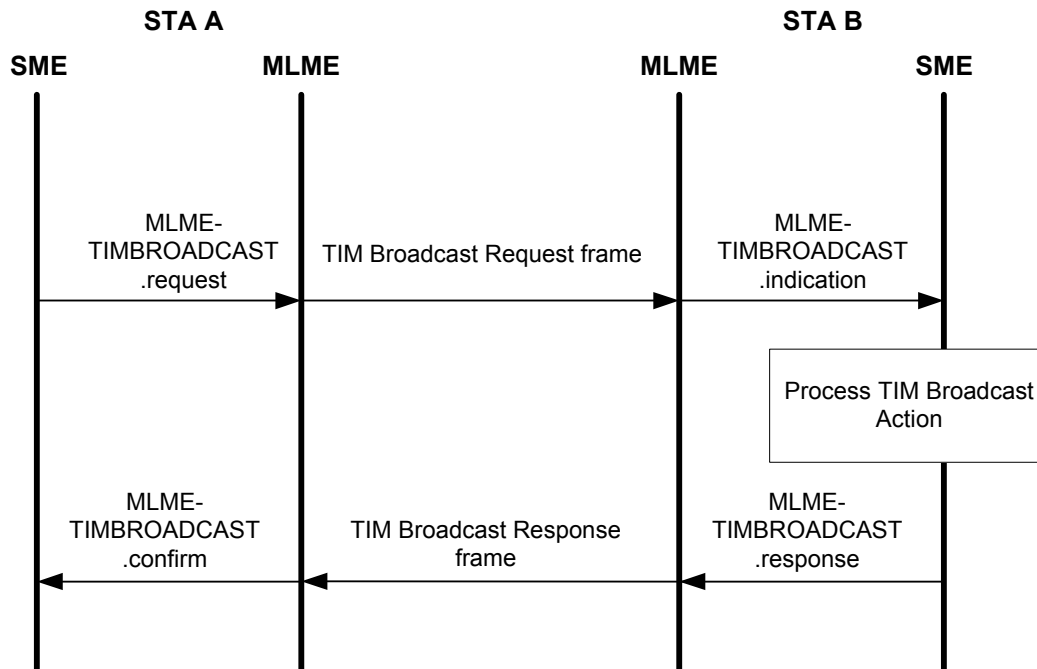 STA A
STA B
SME
MLME
MLME
SME
MLME-
TIMBROADCAST
.request
TIM Broadcast Request frame
MLME-
TIMBROADCAST
.indication
Process TIM Broadcast
Action
MLME-
TIMBROADCAST
.confirm
TIM Broadcast Response
frame
MLME-
TIMBROADCAST
.response